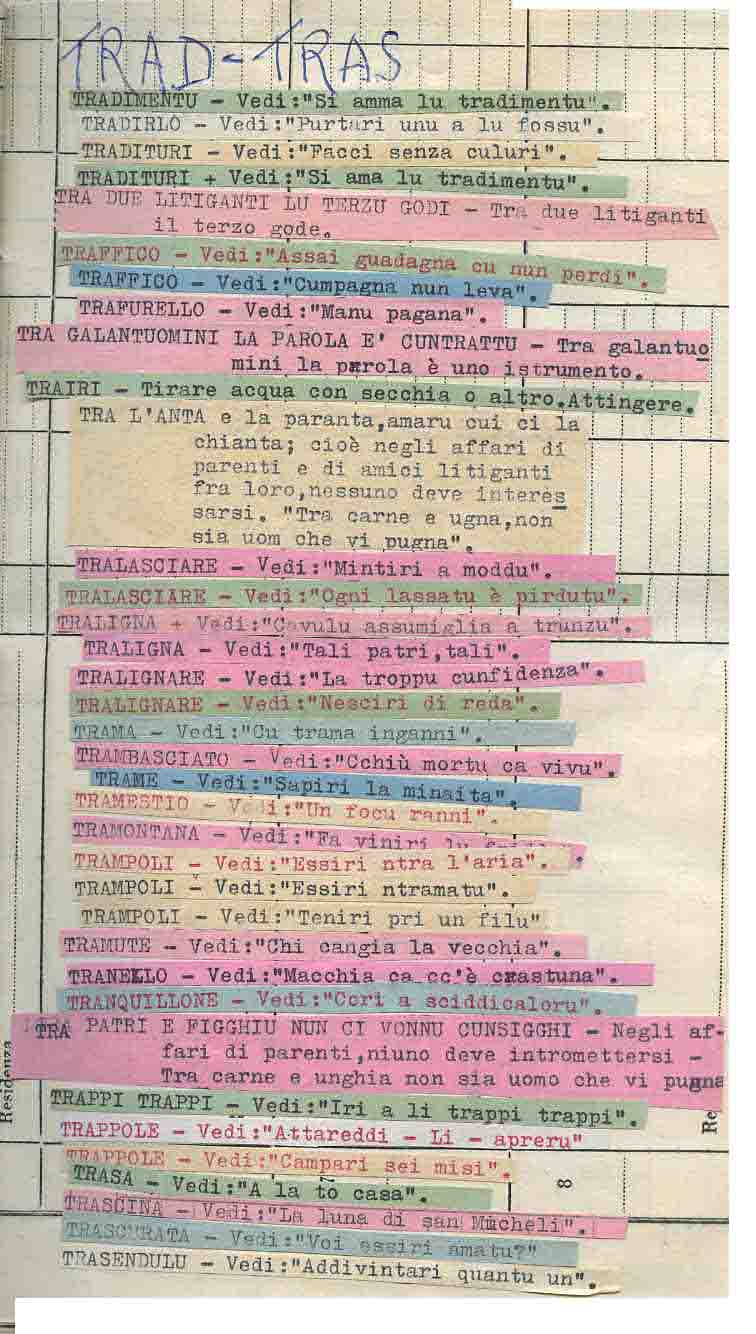 TRAD-TRAS
TRADIMENTU - Vedi:"Si amma lu tradimentu".
TRADIRLO - Vedi:"Purtari unu a lu fossu".
TRADITURI - Vedi:"Facci senza culuri".
TRADITURI + Vedi:"Si ama lu tradimentu".
TRA DUE LITIGANTI LU TERZU GODI - Tra due litiganti
il terzo gode.
TRAFFICO - Vedi:"Assai guadagna cu nun perdi".
TRAFFICO - Vedi:"Cumpagna nun leva".
TRAFURELLO - Vedi:"Manu pagana".
TRA GALANTUOMINI LA PAROLA E' CUNTRATTU - Tra galantuo
mini la parola è uno istrumento.
TRAIRI - Tirare acqua con secchia o altro.Attingere.
TRA L'ANTA e la paranta,amaru cui ci la
chianta; cioè negli affari di
parenti e di amici litiganti
fra loro,nessuno deve interes
sarsi. "Tra carne e ugna,non
sia uom che vi pugna".
TRALASCIARE - Vedi:"Mintiri a moddu".
TRALASCIARE - Vedi:"Ogni lassatu è pirdutu".
TRALIGNA + Vedi:"Cavulu assumiglia a trunzu".
TRALIGNA - Vedi:"Tali patri,tali".
TRALIGNARE - Vedi:"La troppu cunfidenza".
TRALIGNARE - Vedi:"Nesciri di reda".
TRAMA - Vedi:"Cu trama inganni".
TRAMBASCIATO - Vedi:"Cchiù mortu ca vivu".
TRAME - Vedi:"Sapiri la minaita".
TRAMESTIO - Vedi:"Un focu ranni".
TRAMONTANA - Vedi:"Fa viniri lu
TRAMPOLI - Vedi:"Essiri ntra l'aria".
TRAMPOLI - Vedi:"Essiri ntramatu".
TRAMPOLI - Vedi:"Teniri pri un filu"
TRAMUTE - Vedi:"Chi cangia la vecchia".
TRANELLO - Vedi:"Macchia ca cc'è crastuna".
TRANQUILLONE - Vedi:"Ccri a sciddicaloru".
TRA PATRI E FIGGHIU NUN CI VONNU CUNSIGGHI - Negli af-
fari di parenti,niuno deve intromettersi -
Tra carne e unghia non sia uomo che vi pugna
Residenza
Re
TRAPPI TRAPPI - Vedi:"Iri a li trappi trappi".
TRAPPOLE - Vedi:"Attareddi - Li - apreru"
TRAPPOLE - Vedi:"Campari sei misi".
TRASA - Vedi:"A la tò casa".
8
TRASCINA - Vedi:"La luna di san Mucheli".
TRASCURATA - Vedi:"Voi essiri amatu?"
TRASENDULU - Vedi:"Addivintari quantu un".